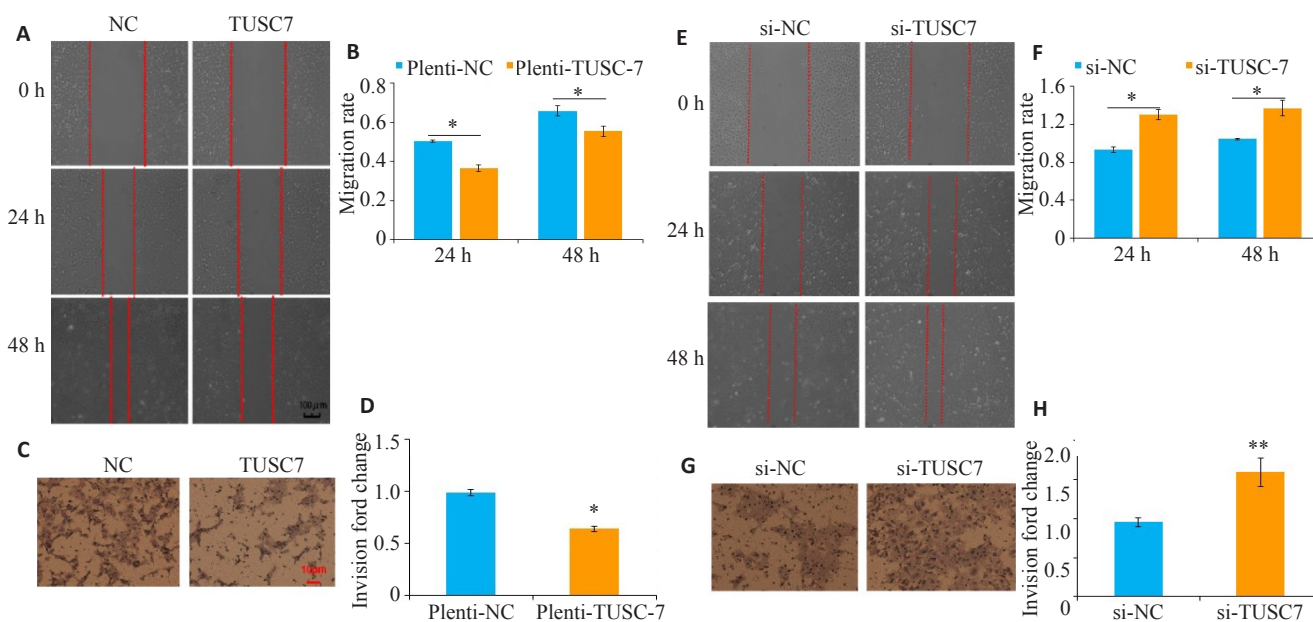 A
NC
TUSC7
0 h
24 h
48 h
100 μm
B
Plenti-NC
Plenti-TUSC-7
Migration rate
0.8
0.6
0.4
0.2
0
*
*
24 h
48 h
C
NC
TUSC7
10μm
D
Invision ford change
1.5
1.0
0.5
0
*
Plenti-NC
Plenti-TUSC-7
E
si-NC
si-TUSC7
0 h
24 h
48 h
F
si-NC
si-TUSC-7
Migration rate
1.6
1.2
0.8
0.4
0
*
*
24 h
48 h
G
si-NC
si-TUSC7
H
Invision ford change
2.0
1.5
1.0
0.5
0
**
si-NC
si-TUSC7